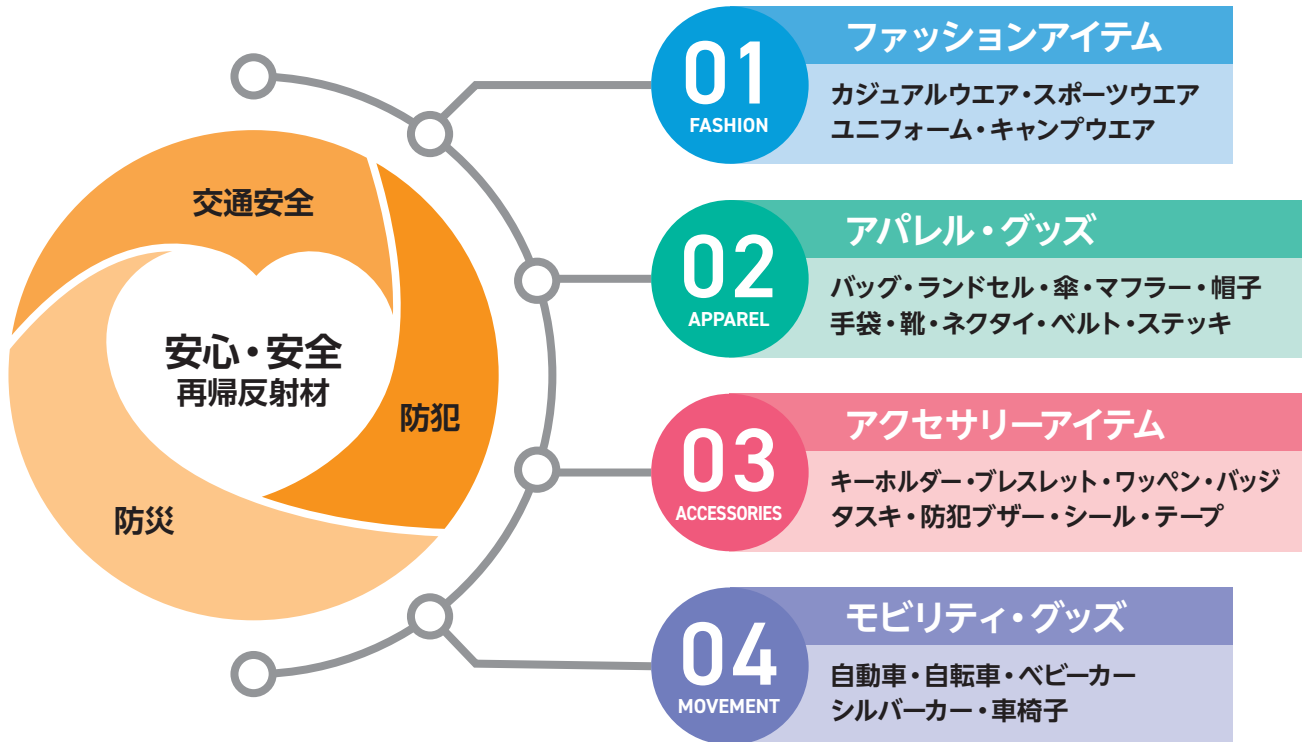 交通安全
安心・安全
再帰反射材
防犯
防災
01
FASHION
ファッションアイテム
カジュアルウエア・スポーツウエア
ユニフォーム・キャンプウエア
02
APPAREL
アパレル・グッズ
バッグ・ランドセル・傘・マフラー・帽子
手袋・靴・ネクタイ・ベルト・ステッキ
03
ACCESSORIES
アクセサリーアイテム
キーホルダー・ブレスレット・ワッペン・バッジ
タスキ・防犯ブザー・シール・テープ
04
MOVEMENT
モビリティ・グッズ
自動車・自転車・ベビーカー
シルバーカー・車椅子